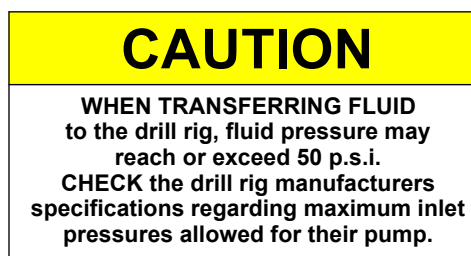 CAUTION
WHEN TRANSFERRING FLUID
to the drill rig, fluid pressure may
reach or exceed 50 p.s.i.
CHECK the drill rig manufacturers
specifications regarding maximum inlet
pressures allowed for their pump.